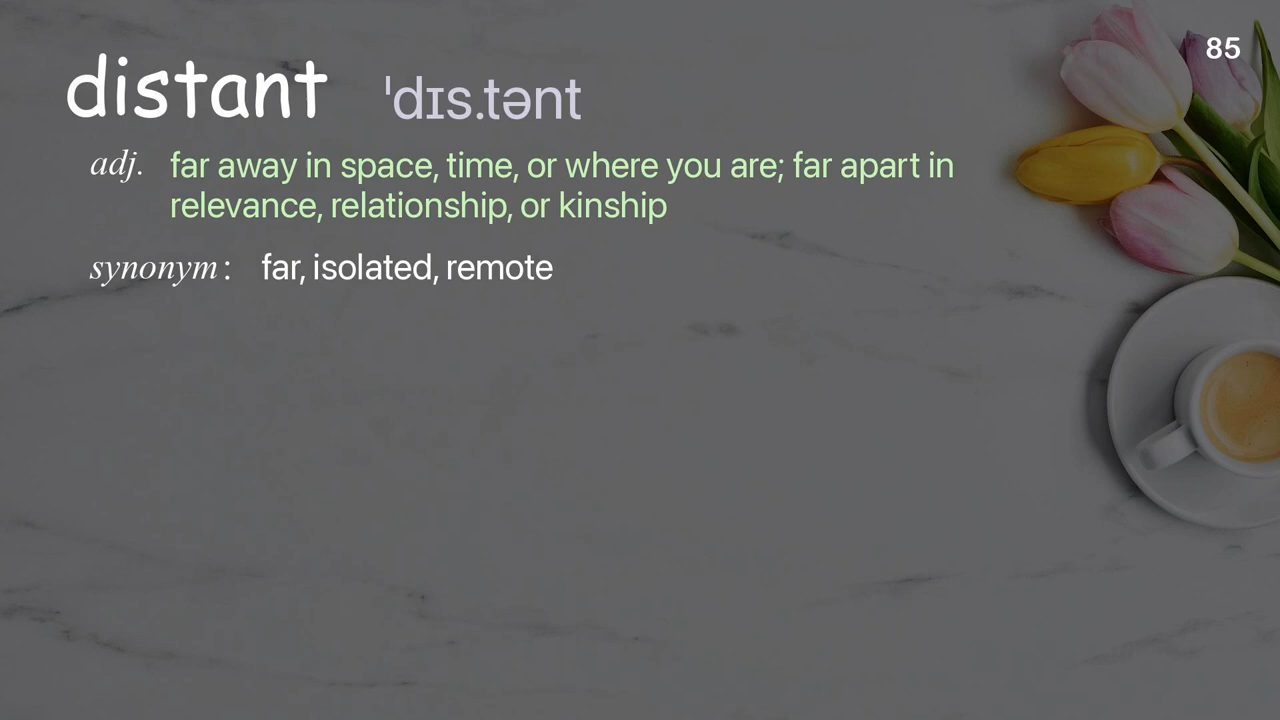 85
distant ˈdɪs.tənt
adj. far away in space, time, or where you are; far apart in
relevance, relationship, or kinship
synonym: far, isolated, remote